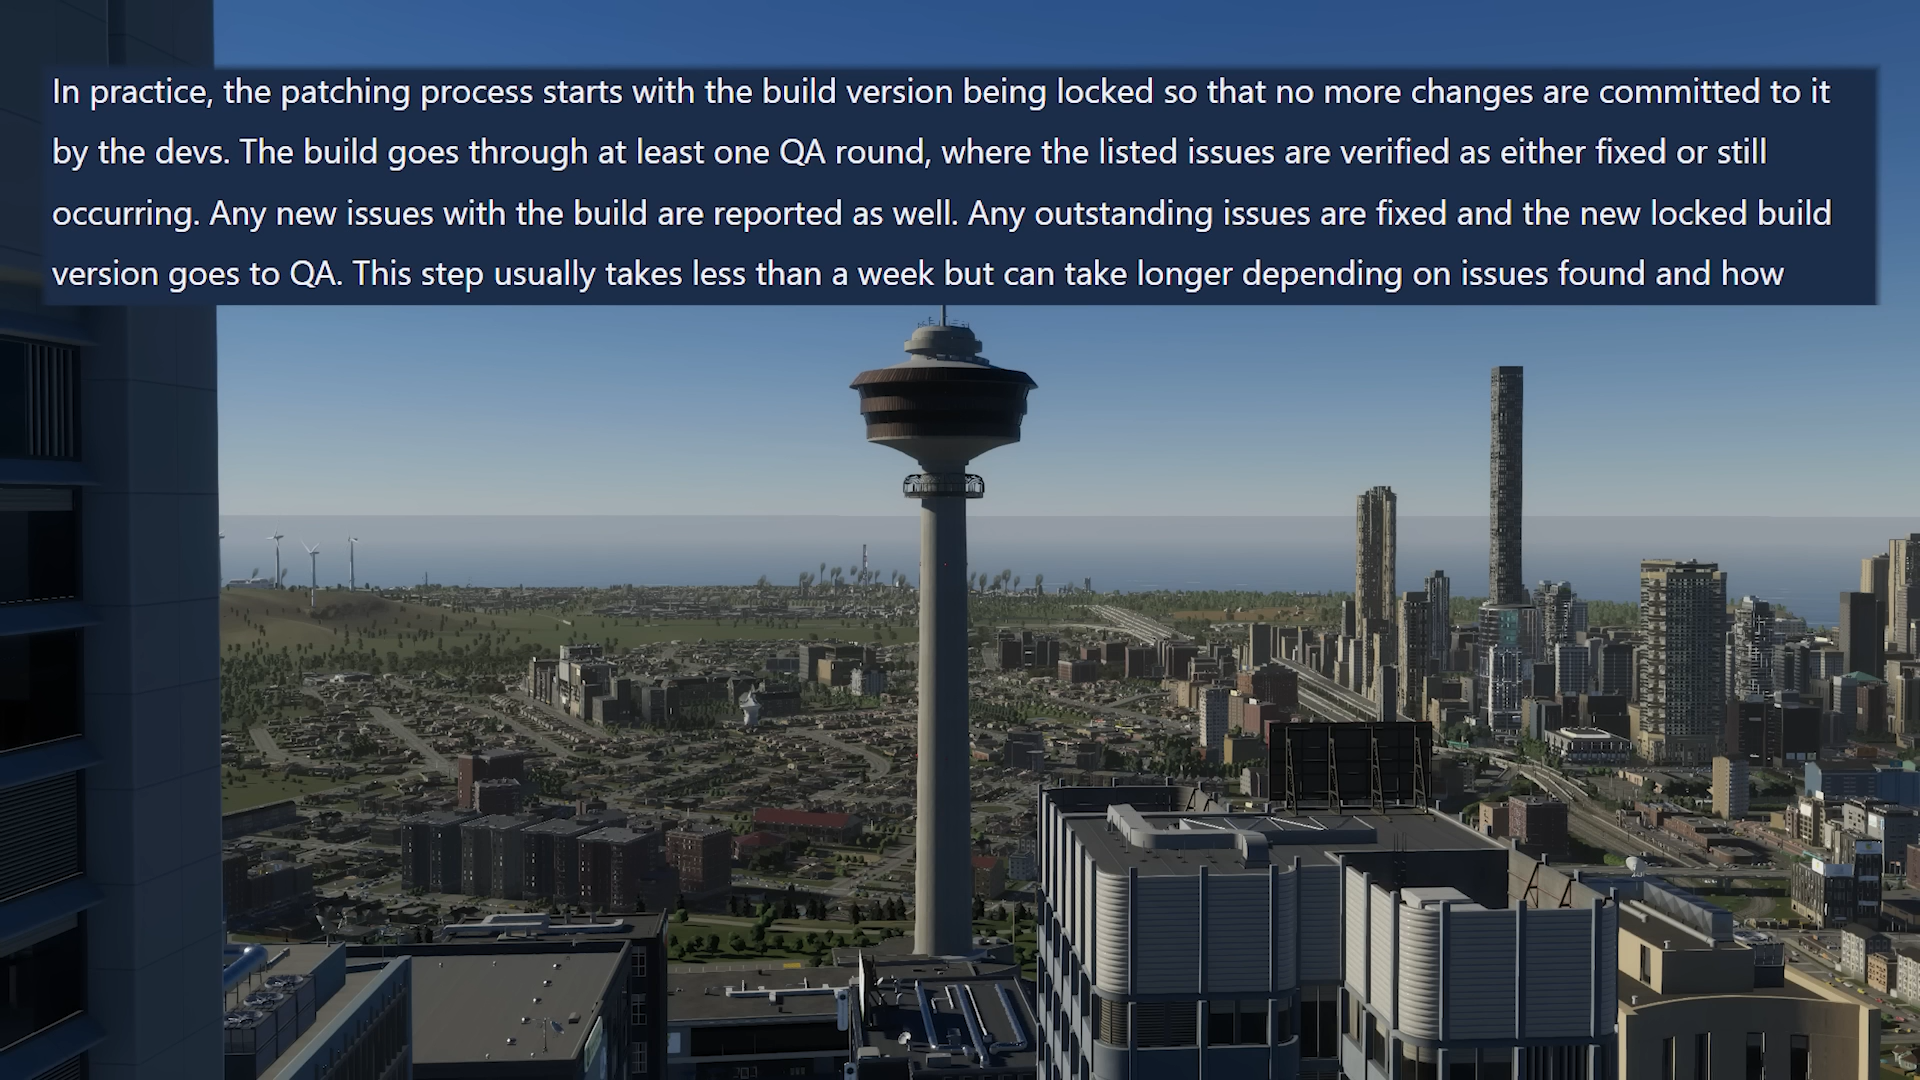 In practice, the patching process starts with the build version being locked so that no more changes are committed to it
by the devs. The build goes through at least one QA round, where the listed issues are verified as either fixed or still
occurring. Any new issues with the build are reported as well. Any outstanding issues are fixed and the new locked build
version goes to QA. This step usually takes less than a week but can take longer depending on issues found and how